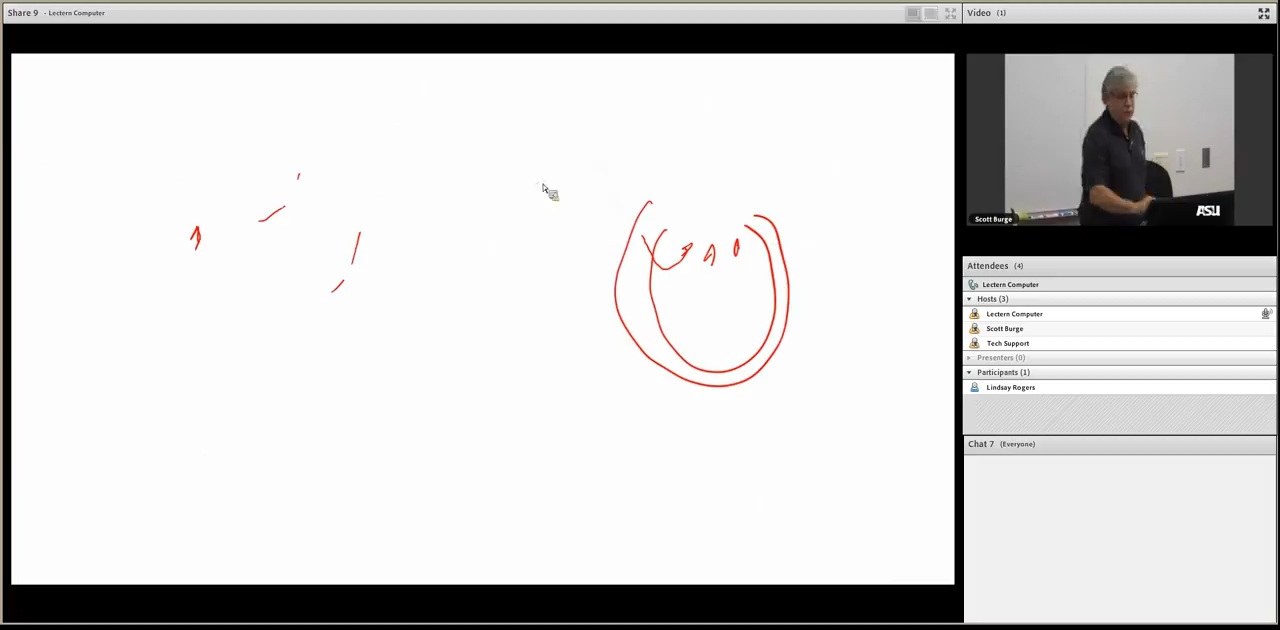 Share 9 - Lectern Computer
Video (1)
Scott Burge
ASU
Attendees (4)
Lectern Computer
Hosts (3)
Lectern Computer
Scott Burge
Tech Support
Presenters (0)
Participants (1)
Lindsay Rogers
Chat 7 (Everyone)